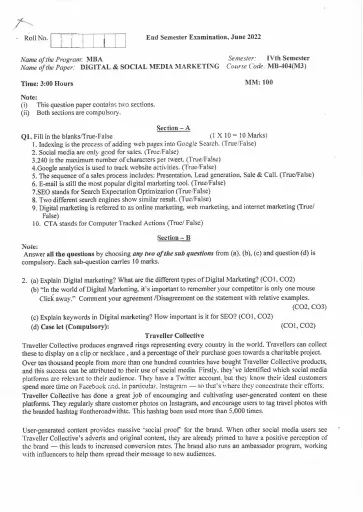 Roll No.
End Semester Examination, June 2022
Name of the Program: MBA Semester: IVth Semester
Name of the Paper: DIGITAL & SOCIAL MEDIA MARKETING Course Code: MB-404(M3)
Time: 3:00 Hours MM: 100
Note:
(i) This question paper contains two sections.
(ii) Both sections are compulsory.
Section – A
Q1. Fill in the blanks/True-False (1 X 10 = 10 Marks)
1. Indexing is the process of adding web pages into Google Search. (True/False)
2. Social media are only good for sales. (True/False)
3.240 is the maximum number of characters per tweet. (True/False)
4.Google analytics is used to track website activities. (True/False)
5. The sequence of a sales process includes: Presentation, Lead generation, Sale & Call. (True/False)
6. E-mail is still the most popular digital marketing tool. (True/False)
7.SEO stands for Search Expectation Optimization (True/False)
8. Two different search engines show similar result. (True/False)
9. Digital marketing is referred to as online marketing, web marketing, and internet marketing (True/
False)
10. CTA stands for Computer Tracked Actions (True/ False)
Section – B
Note:
Answer all the questions by choosing any two of the sub questions from (a), (b), (c) and question (d) is
compulsory. Each sub-question carries 10 marks.
2. (a) Explain Digital marketing? What are the different types of Digital Marketing? (CO1, CO2)
(b) "In the world of Digital Marketing, it's important to remember your competitor is only one mouse
Click away." Comment your agreement /Disagreement on the statement with relative examples.
(CO2, CO3)
(c) Explain keywords in Digital marketing? How important is it for SEO? (CO1, CO2)
(d) Case let (Compulsory): (CO1, CO2)
Traveller Collective
Traveller Collective produces engraved rings representing every country in the world. Travellers can collect
these to display on a clip or necklace , and a percentage of their purchase goes towards a charitable project.
Over ten thousand people from more than one hundred countries have bought Traveller Collective products,
and this success can be attributed to their use of social media. Firstly, they've identified which social media
platforms are relevant to their audience. They have a Twitter account, but they know their ideal customers
spend more time on Facebook and, in particular, Instagram — so that's where they concentrate their efforts.
Traveller Collective has done a great job of encouraging and cultivating user-generated content on these
platforms. They regularly share customer photos on Instagram, and encourage users to tag travel photos with
the branded hashtag #ontheroadwithtc. This hashtag been used more than 5,000 times.
User-generated content provides massive 'social proof' for the brand. When other social media users see
Traveller Collective's adverts and original content, they are already primed to have a positive perception of
the brand — this leads to increased conversion rates. The brand also runs an ambassador program, working
with influencers to help them spread their message to new audiences.